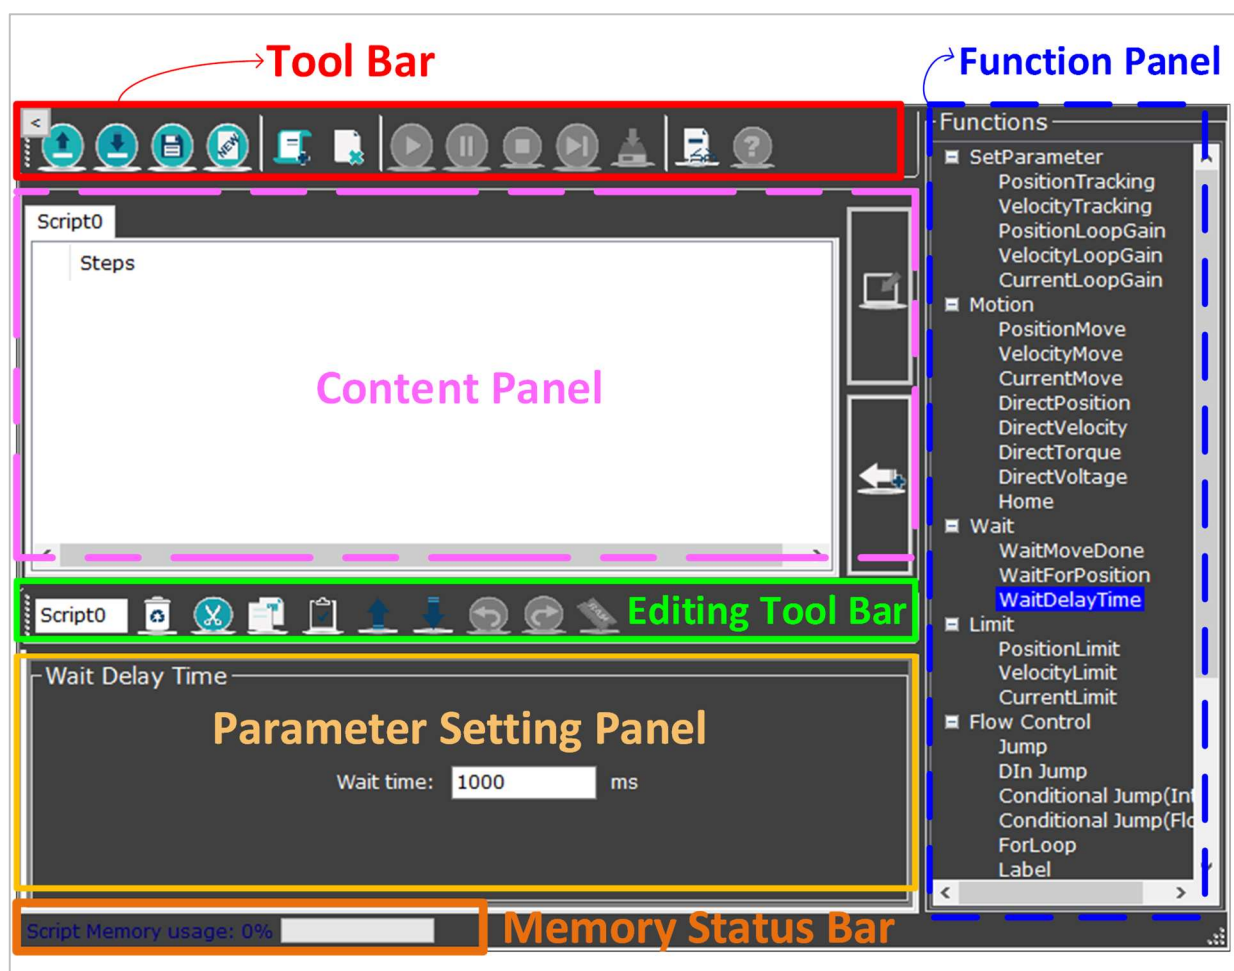 Tool Bar
Function Panel
<
NEW
?
Functions
SetParameter
PositionTracking
VelocityTracking
PositionLoopGain
VelocityLoopGain
CurrentLoopGain
Motion
PositionMove
VelocityMove
CurrentMove
DirectPosition
DirectVelocity
DirectTorque
DirectVoltage
Home
Wait
WaitMoveDone
WaitForPosition
WaitDelayTime
Limit
PositionLimit
VelocityLimit
CurrentLimit
Flow Control
Jump
DIn Jump
Conditional Jump(Int
Conditional Jump(Flo
ForLoop
Label
Script0
Steps
Content Panel
Script0
RAM
Editing Tool Bar
Wait Delay Time
Parameter Setting Panel
Wait time: 1000 ms
Script Memory usage: 0%
Memory Status Bar